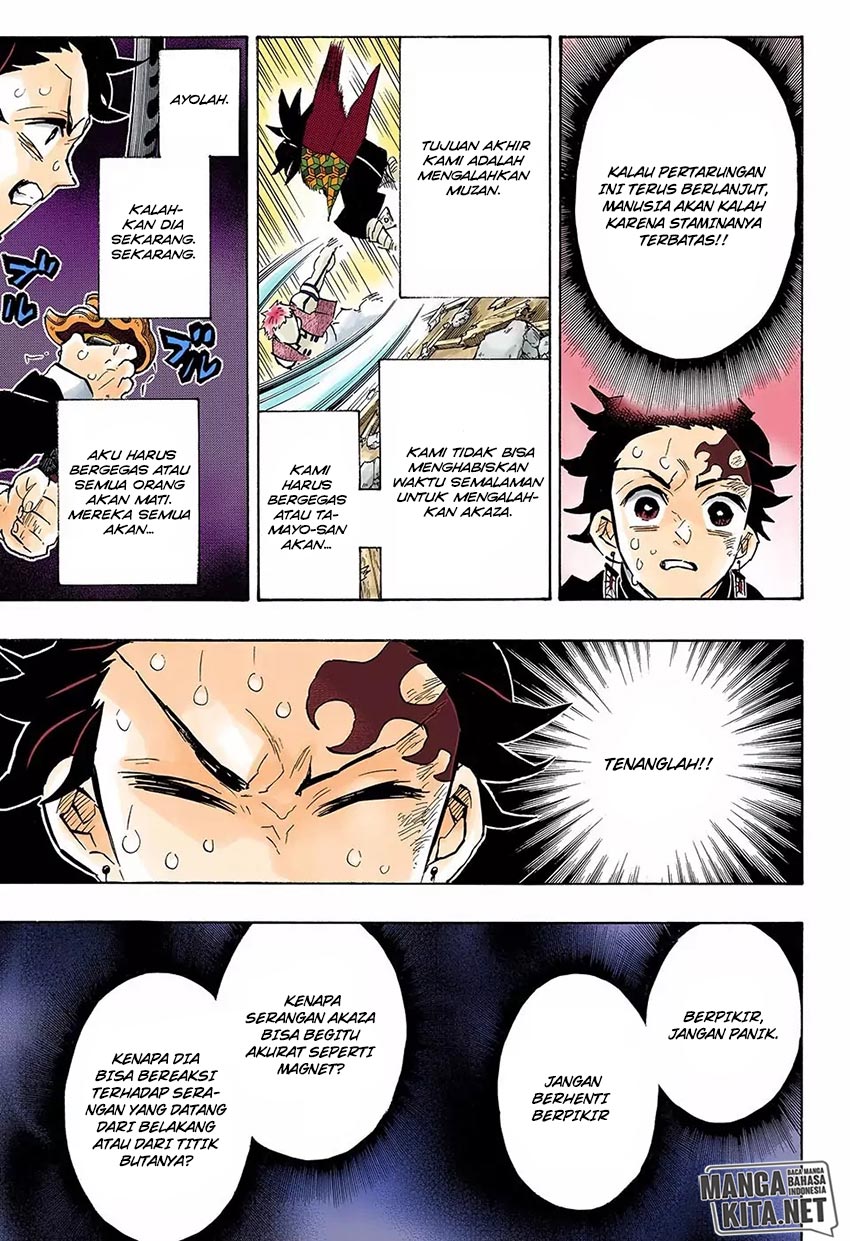 KALAU PERTARUNGAN
INI TERUS BERLANJUT,
MANUSIA AKAN KALAH
KARENA STAMINANYA
TERBATAS!!
TUJUAN AKHIR
KAMI ADALAH
MENGALAHKAN
MUZAN.
KAMI TIDAK BISA
MENGHABISKAN
WAKTU SEMALAMAN
UNTUK MENGALAH-
KAN AKAZA.
KAMI
HARUS
BERGEGAS
ATAU TA-
MAYO-SAN
AKAN...
AYOLAH.
KALAH-
KAN DIA
SEKARANG.
SEKARANG.
ブル
ブル
AKU HARUS
BERGEGAS ATAU
SEMUA ORANG
AKAN MATI.
MEREKA SEMUA
AKAN...
TENANGLAH!!
BERPIKIR,
JANGAN PANIK.
JANGAN
BERHENTI
BERPIKIR
KENAPA
SERANGAN AKAZA
BISA BEGITU
AKURAT SEPERTI
MAGNET?
KENAPA DIA
BISA BEREAKSI
TERHADAP SERA-
NGAN YANG DATANG
DARI BELAKANG
ATAU DARI TITIK
BUTANYA?
MANGA BACA MANGA
BAHASA
INDONESIA
KITA.NET